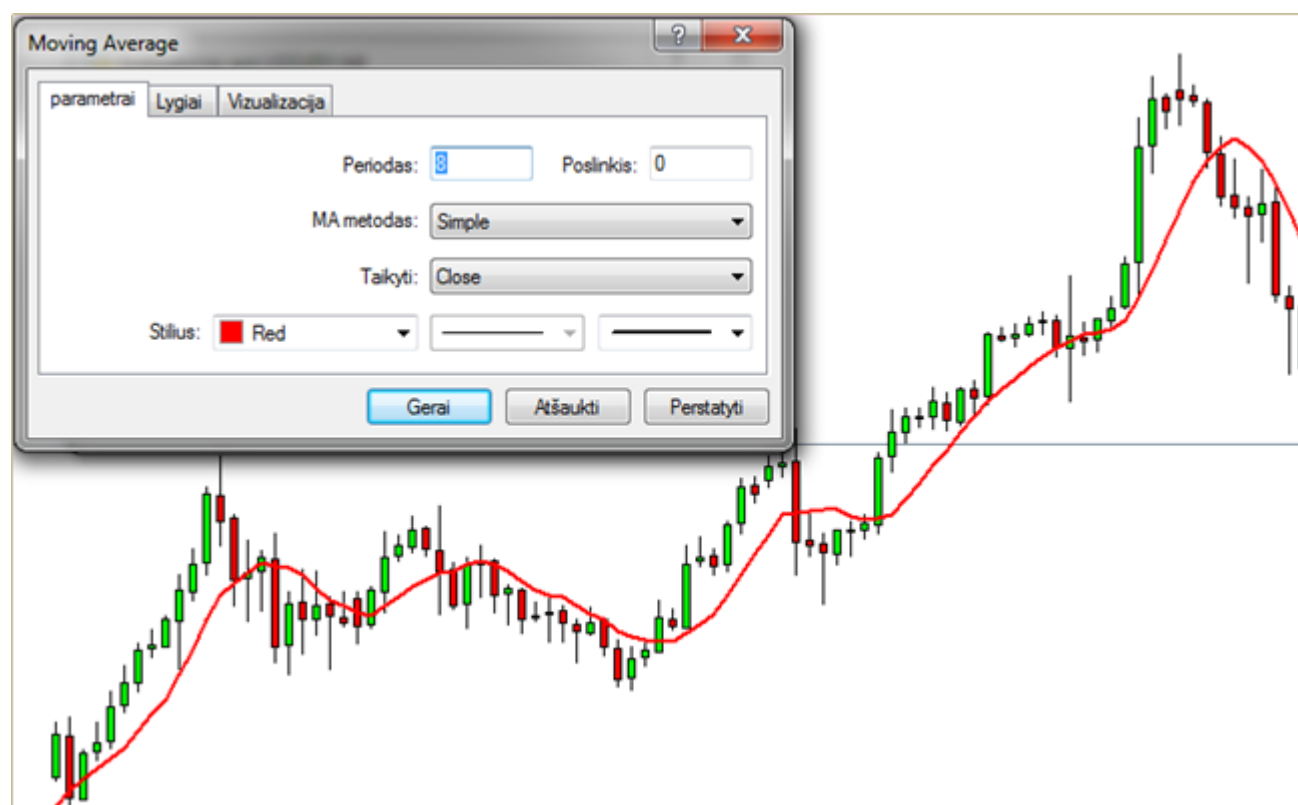 Moving Average
parametrai Lygiai Vizualizacija
Periodas: 8 Poslinkis: 0
MA metodas: Simple
Taikyti: Close
Stilius: Red
Gerai Atšaukti Perstatyti